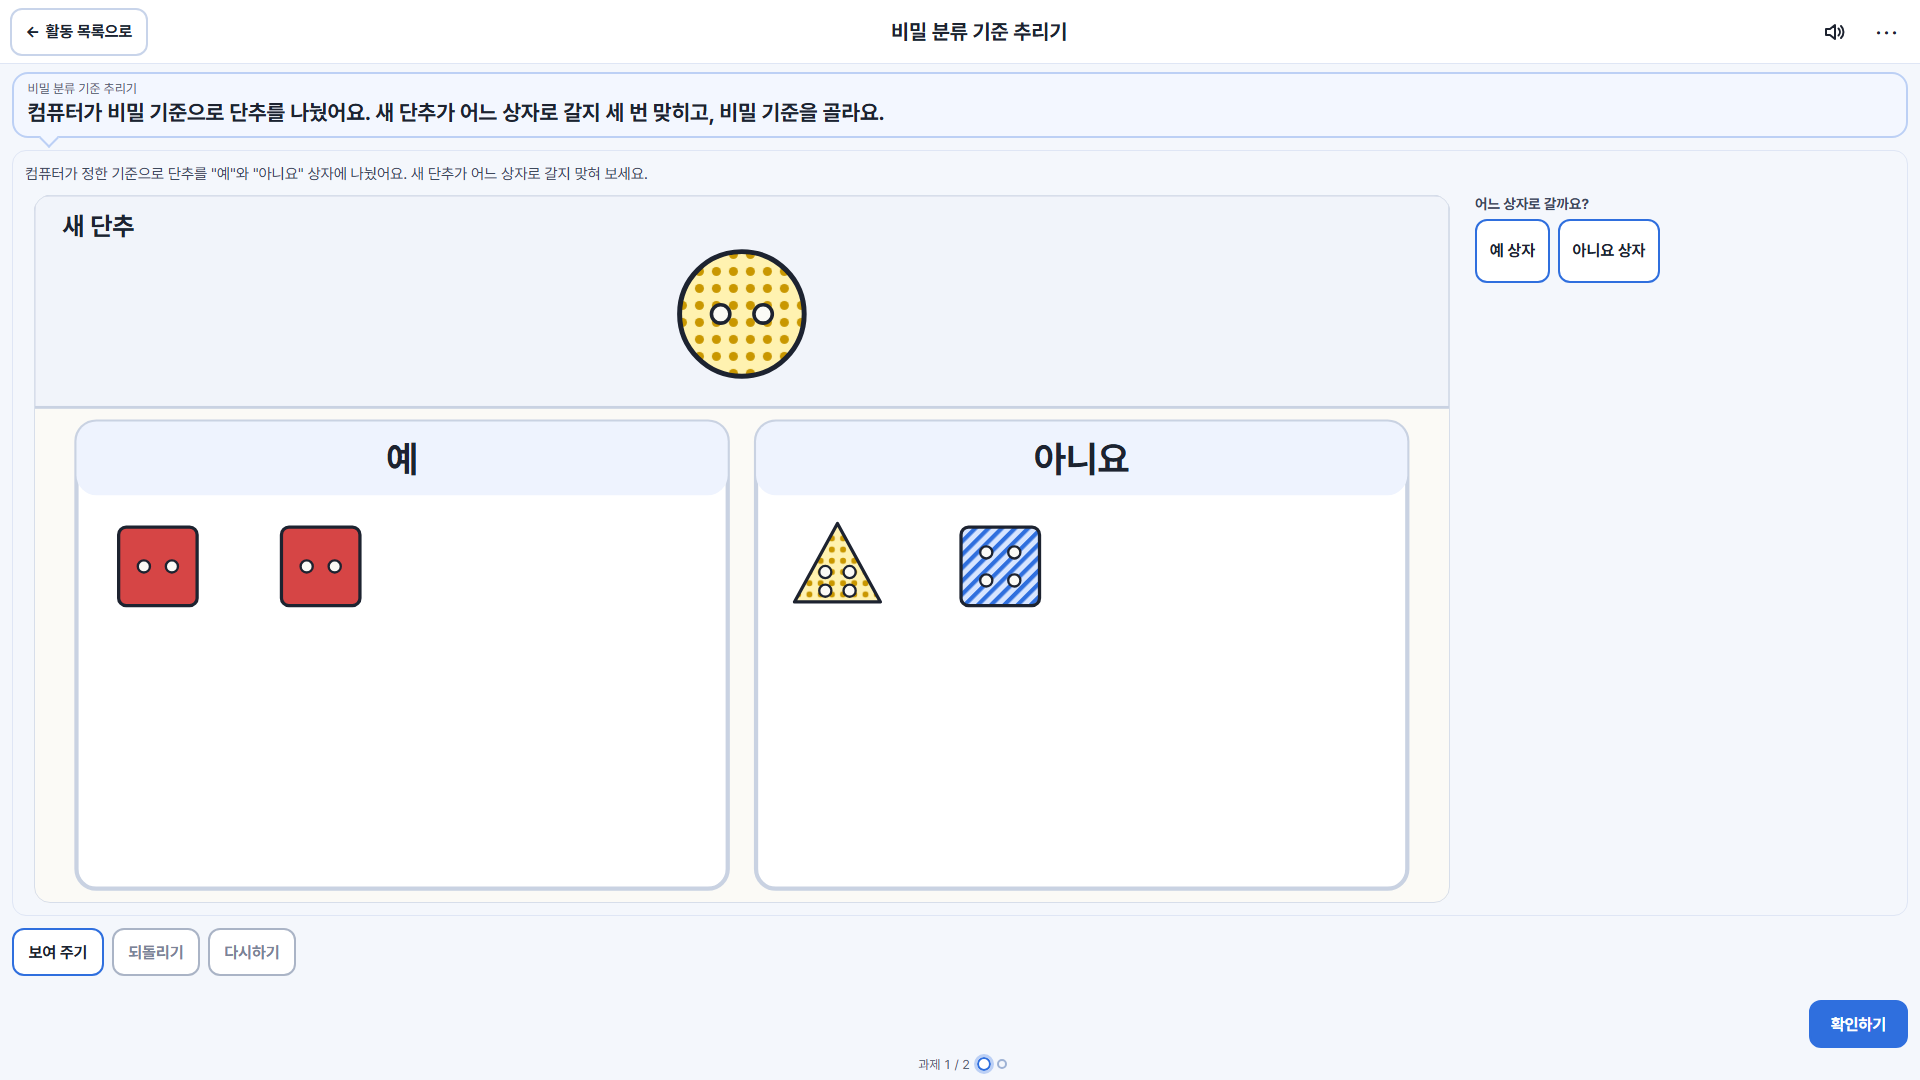 ← 활동 목록으로
비밀 분류 기준 추리기
비밀 분류 기준 추리기
컴퓨터가 비밀 기준으로 단추를 나눴어요. 새 단추가 어느 상자로 갈지 세 번 맞히고, 비밀 기준을 골라요.
컴퓨터가 정한 기준으로 단추를 "예"와 "아니요" 상자에 나눴어요. 새 단추가 어느 상자로 갈지 맞혀 보세요.
새 단추
어느 상자로 갈까요?
예 상자
아니요 상자
예
아니요
보여 주기
되돌리기
다시하기
확인하기
과제 1 / 2